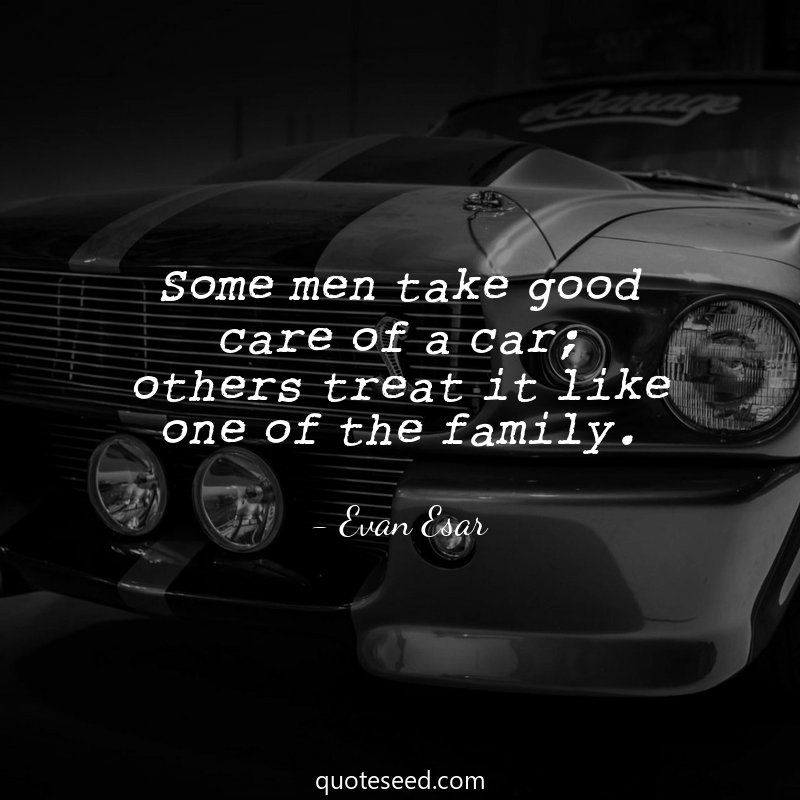 eGarage
Some men take good
care of a car;
others treat it like
one of the family.
- Evan Esar
quoteseed.com